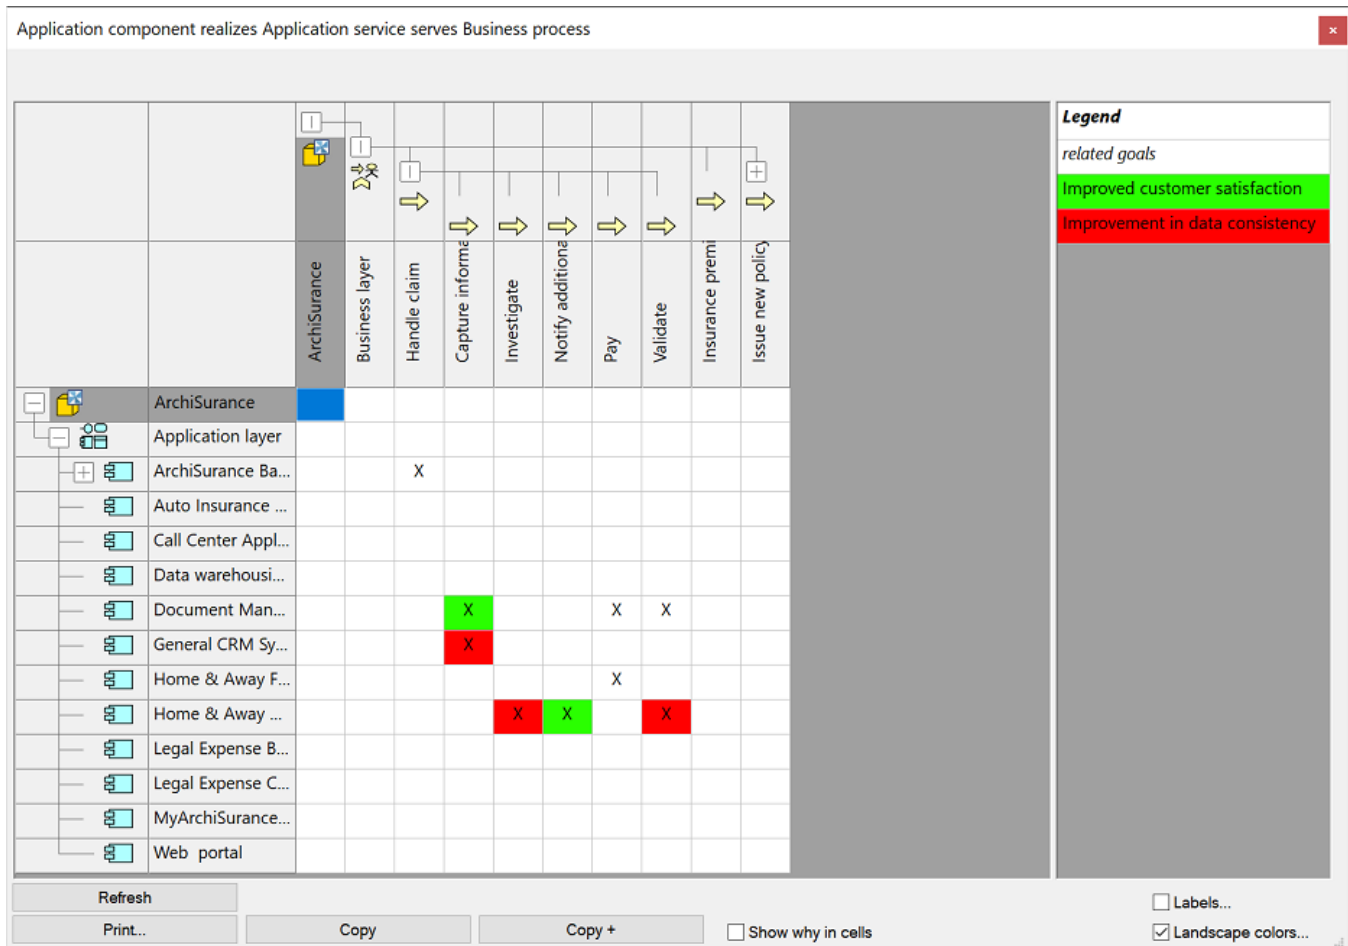 Application component realizes Application service serves Business process
Legend
related goals
Improved customer satisfaction
Improvement in data consistency
ArchiSurance
Business layer
Handle claim
Capture informa
Investigate
Notify additiona
Pay
Validate
Insurance premi
Issue new policy
ArchiSurance
Application layer
ArchiSurance Ba... X
Auto Insurance ...
Call Center Appl...
Data warehousi...
Document Man... X X X
General CRM Sy... X
Home & Away F... X
Home & Away ... X X X
Legal Expense B...
Legal Expense C...
MyArchiSurance...
Web portal
Refresh
Labels...
Print... Copy Copy + Show why in cells Landscape colors...